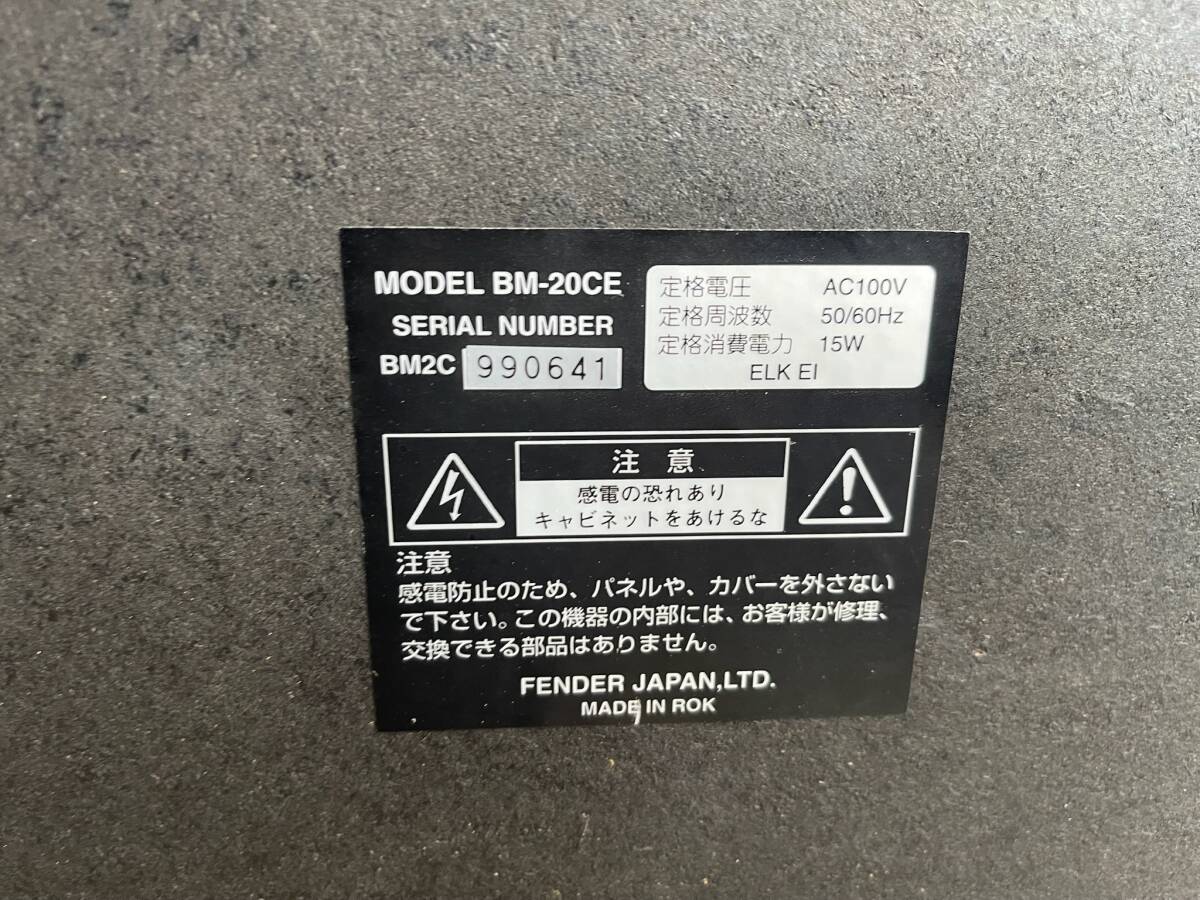 MODEL BM-20CE
SERIAL NUMBER
BM2C 990641
定格電圧 AC100V
定格周波数 50/60Hz
定格消費電力 15W
ELK EI
注意
感電の恐れあり
キャビネットをあけるな
注意
感電防止のため、パネルや、カバーを外さない
で下さい。この機器の内部には、お客様が修理、
交換できる部品はありません。
FENDER JAPAN,LTD.
MADE IN ROK